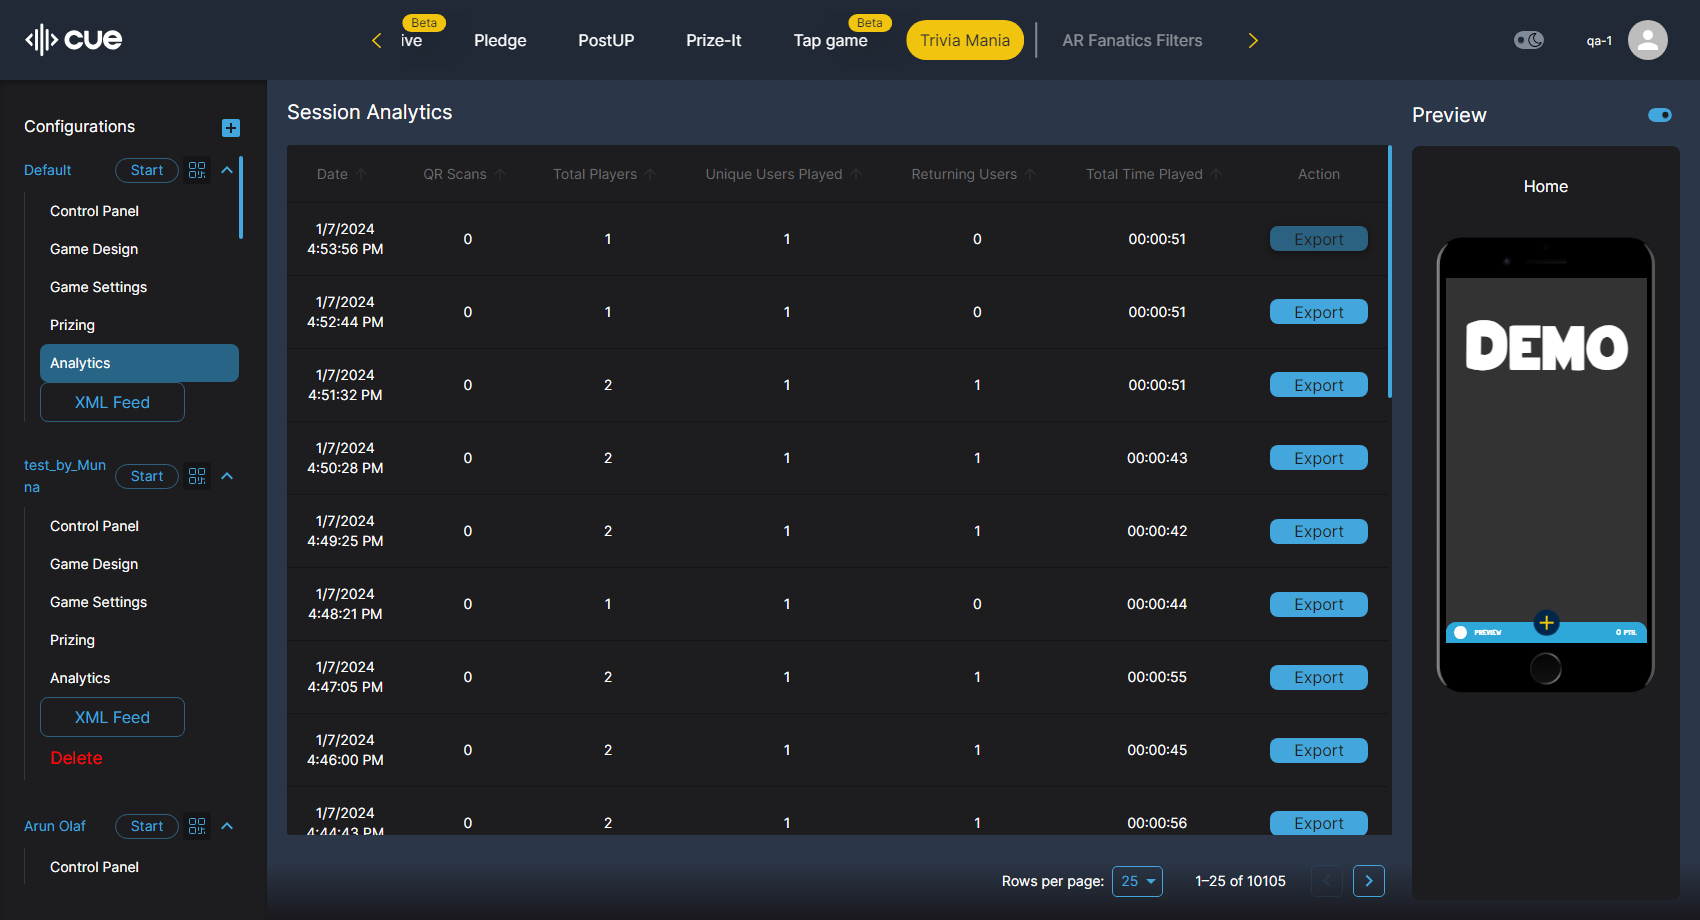 cue
Beta
ive
Pledge
PostUP
Prize-It
Beta
Tap game
Trivia Mania
AR Fanatics Filters
qa-1
Configurations
Default Start
Control Panel
Game Design
Game Settings
Prizing
Analytics
XML Feed
test_by_Mun
na
Start
Control Panel
Game Design
Game Settings
Prizing
Analytics
XML Feed
Delete
Arun Olaf Start
Control Panel
Session Analytics
Date QR Scans Total Players Unique Users Played Returning Users Total Time Played Action
1/7/2024
4:53:56 PM 0 1 1 0 00:00:51 Export
1/7/2024
4:52:44 PM 0 1 1 0 00:00:51 Export
1/7/2024
4:51:32 PM 0 2 1 1 00:00:51 Export
1/7/2024
4:50:28 PM 0 2 1 1 00:00:43 Export
1/7/2024
4:49:25 PM 0 2 1 1 00:00:42 Export
1/7/2024
4:48:21 PM 0 1 1 0 00:00:44 Export
1/7/2024
4:47:05 PM 0 2 1 1 00:00:55 Export
1/7/2024
4:46:00 PM 0 2 1 1 00:00:45 Export
1/7/2024
4:44:43 PM 0 2 1 1 00:00:56 Export
Rows per page: 25 1–25 of 10105
Preview
Home
DEMO
PREVIEW 0 PTS.